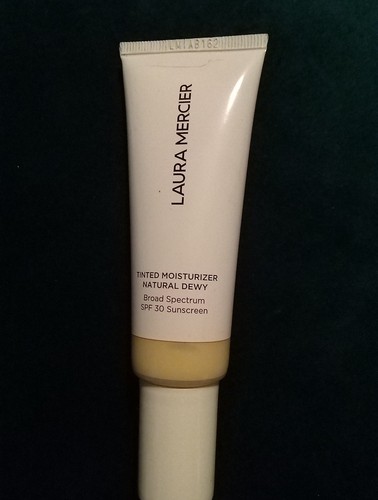 LAURA MERCIER
TINTED MOISTURIZER
NATURAL DEWY
Broad Spectrum
SPF 30 Sunscreen